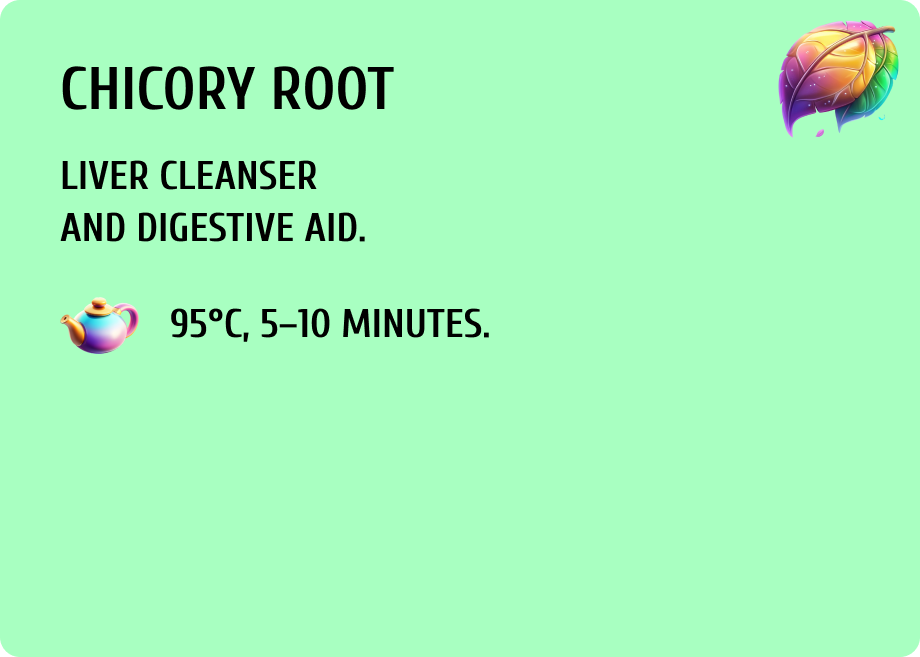 CHICORY ROOT
LIVER CLEANSER
AND DIGESTIVE AID.
95°C, 5–10 MINUTES.